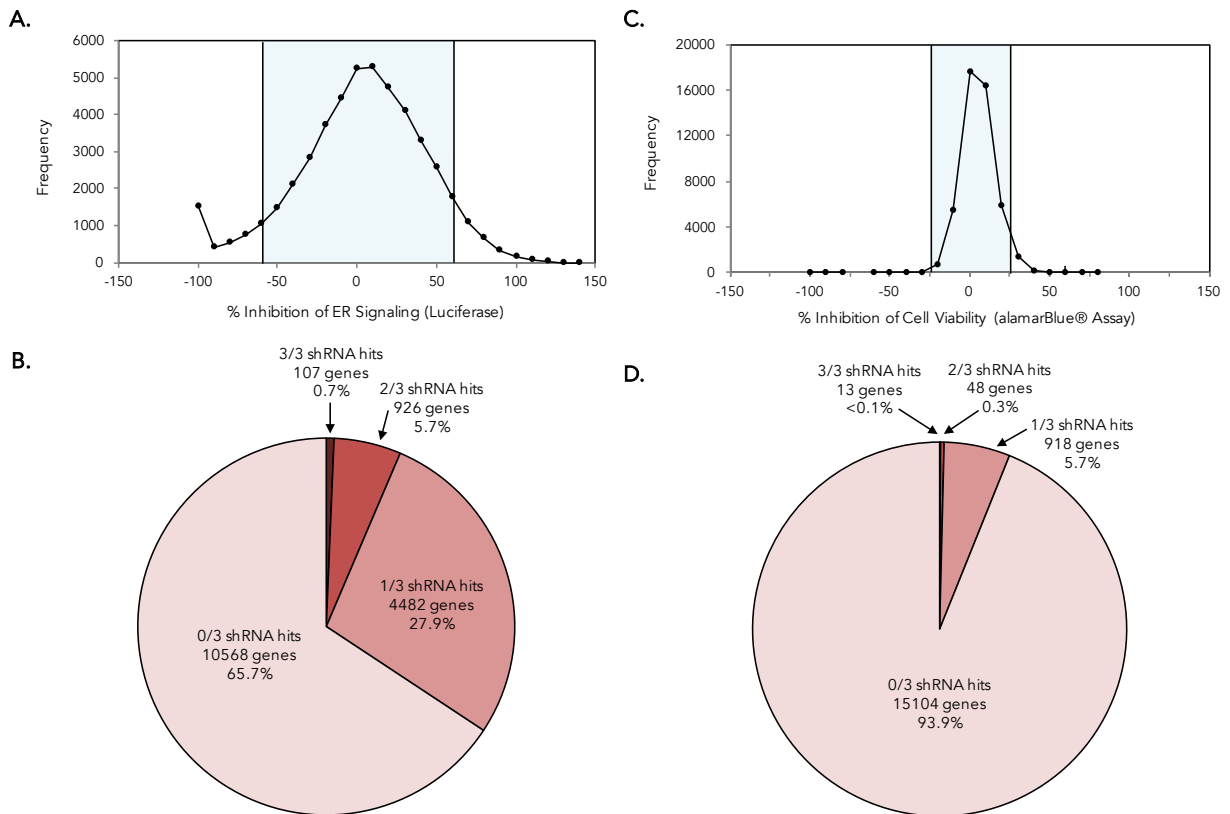 A.
6000
5000
4000
3000
2000
1000
0
Frequency
-150
-100
-50
0
50
100
150
% Inhibition of ER Signaling (Luciferase)
C.
20000
16000
12000
8000
4000
0
Frequency
-150
-100
-50
0
50
100
150
% Inhibition of Cell Viability (alamarBlue® Assay)
B.
3/3 shRNA hits
107 genes
0.7%
2/3 shRNA hits
926 genes
5.7%
1/3 shRNA hits
4482 genes
27.9%
0/3 shRNA hits
10568 genes
65.7%
D.
3/3 shRNA hits
13 genes
<0.1%
2/3 shRNA hits
48 genes
0.3%
1/3 shRNA hits
918 genes
5.7%
0/3 shRNA hits
15104 genes
93.9%